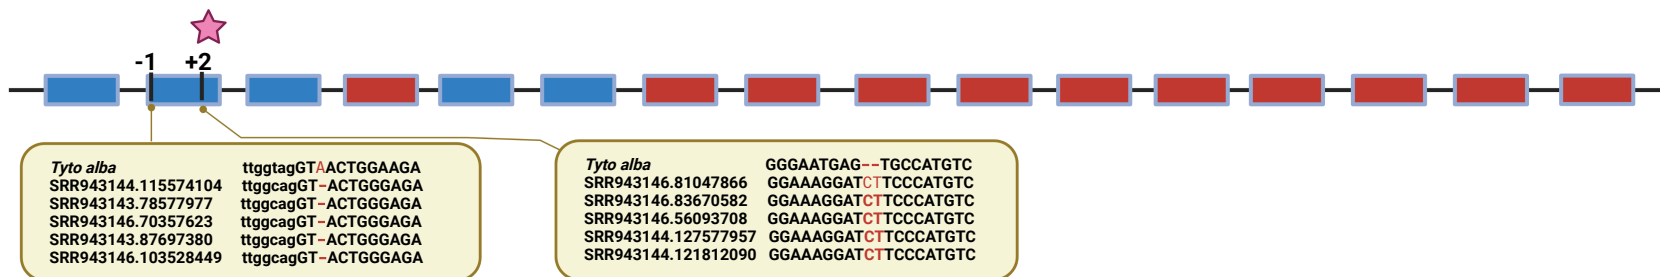 -1 +2
Tyto alba ttggtagGTAACTGGAAGA
SRR943144.115574104 ttggcagGT-ACTGGGAGA
SRR943143.78577977 ttggcagGT-ACTGGGAGA
SRR943146.70357623 ttggcagGT-ACTGGGAGA
SRR943143.87697380 ttggcagGT-ACTGGGAGA
SRR943146.103528449 ttggcagGT-ACTGGGAGA
Tyto alba GGGAATGAG--TGCCATGTC
SRR943146.81047866 GGAAAGGATCTTCCCATGTC
SRR943146.83670582 GGAAAGGATCTTCCCATGTC
SRR943146.56093708 GGAAAGGATCTTCCCATGTC
SRR943144.127577957 GGAAAGGATCTTCCCATGTC
SRR943144.121812090 GGAAAGGATCTTCCCATGTC